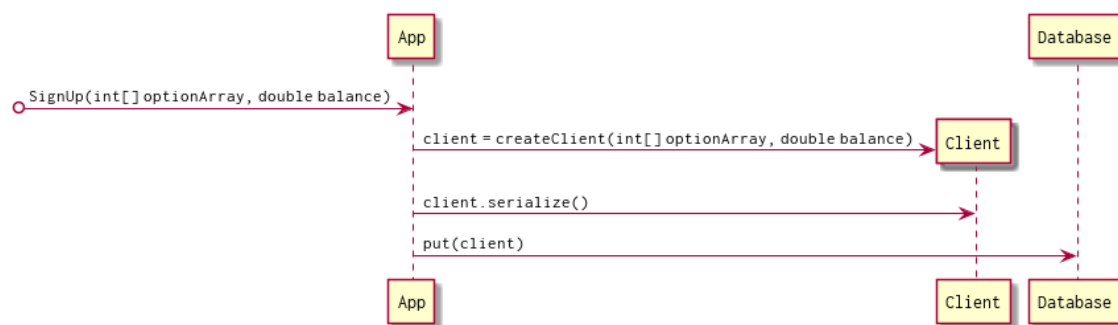 App
Database
SignUp(int[] optionArray, double balance)
client = createClient(int[] optionArray, double balance)
Client
client.serialize()
put(client)
App
Client
Database